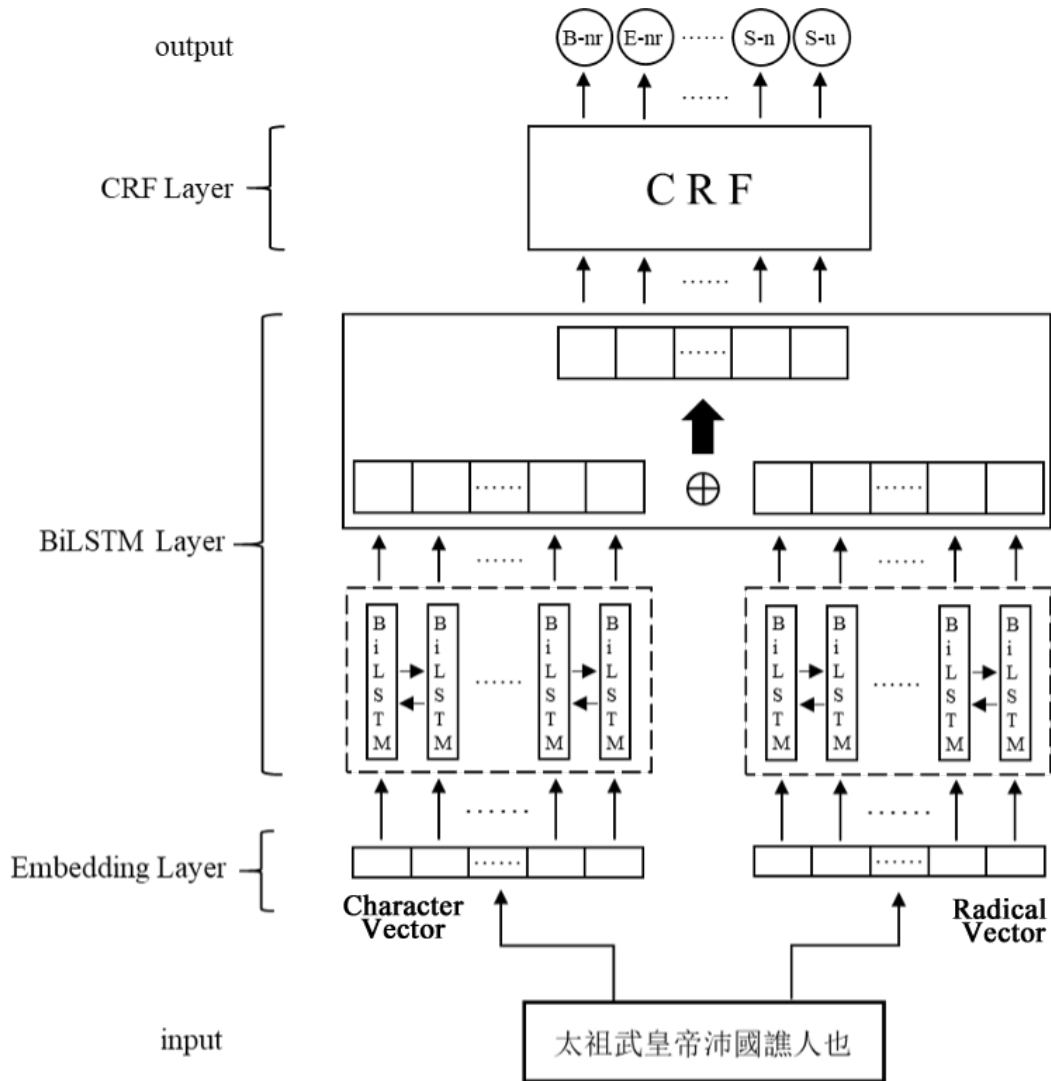 output
B-nr E-nr ...... S-n S-u
......
CRF Layer
C R F
......
......
BiLSTM Layer
...... ......
...... ......
BiLSTM BiLSTM ...... BiLSTM BiLSTM
BiLSTM BiLSTM ...... BiLSTM BiLSTM
...... ......
Embedding Layer
...... ......
Character
Vector
Radical
Vector
input
太祖武皇帝沛國譙人也